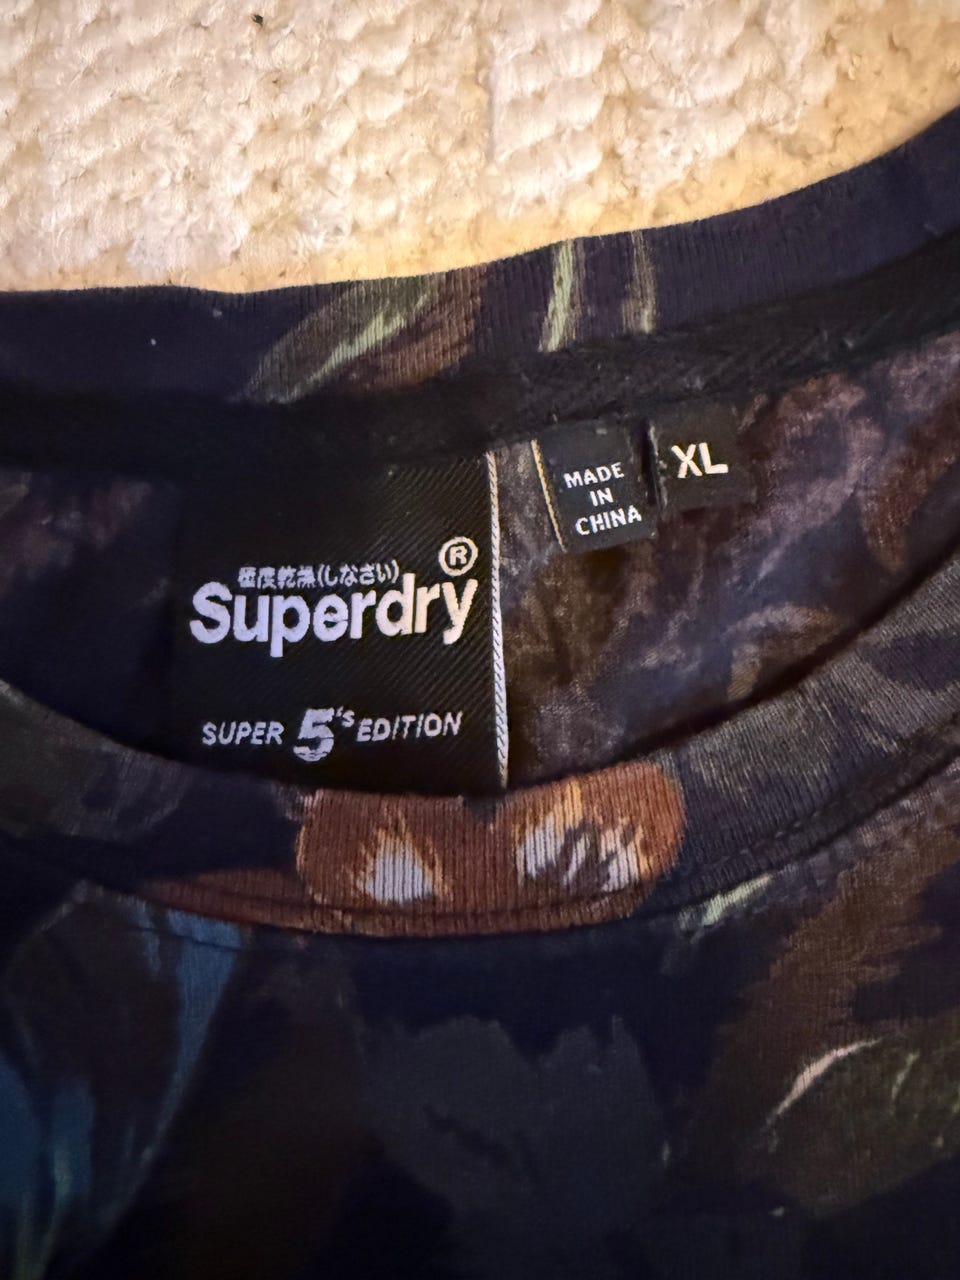 極度乾燥(しなさい)
Superdry®
SUPER 5's EDITION
MADE
IN
CHINA
XL